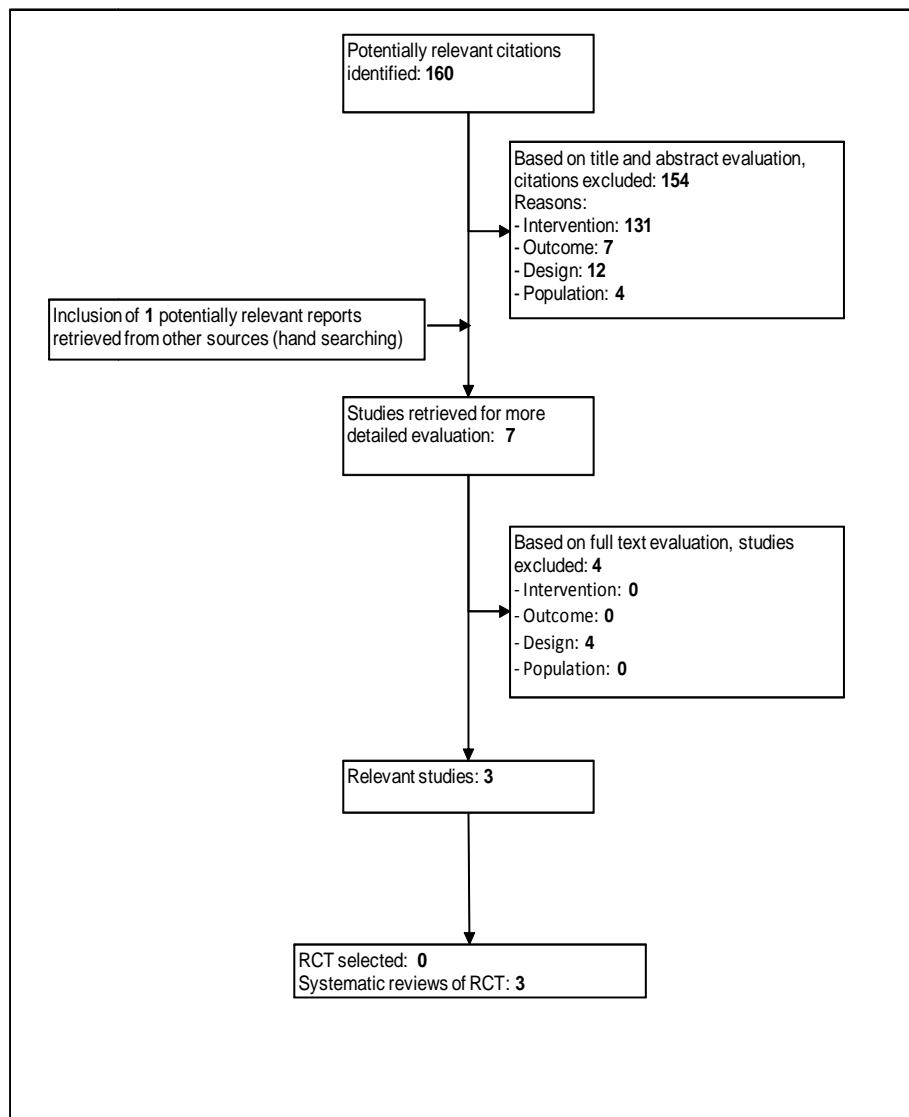 Potentially relevant citations
identified: 160
Based on title and abstract evaluation,
citations excluded: 154
Reasons:
- Intervention: 131
- Outcome: 7
- Design: 12
- Population: 4
Inclusion of 1 potentially relevant reports
retrieved from other sources (hand searching)
Studies retrieved for more
detailed evaluation: 7
Based on full text evaluation, studies
excluded: 4
- Intervention: 0
- Outcome: 0
- Design: 4
- Population: 0
Relevant studies: 3
RCT selected: 0
Systematic reviews of RCT: 3